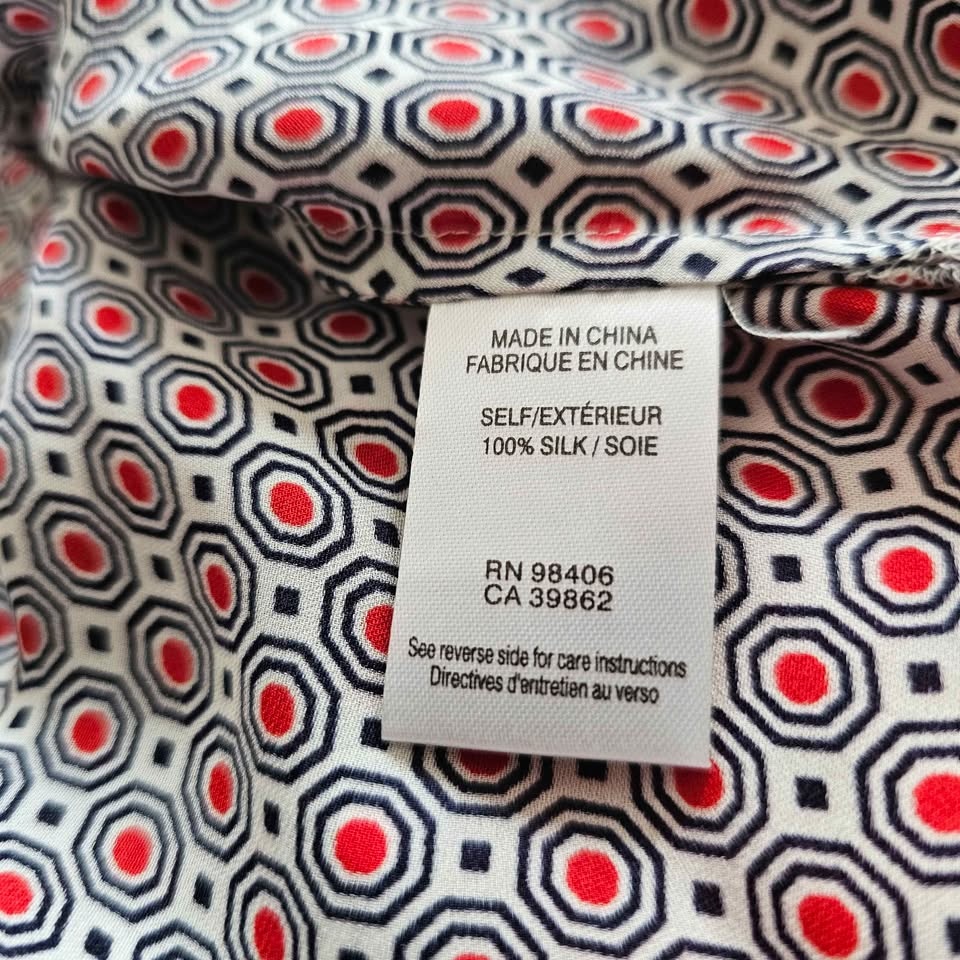 MADE IN CHINA
FABRIQUE EN CHINE
SELF/EXTÉRIEUR
100% SILK / SOIE
RN 98406
CA 39862
See reverse side for care instructions
Directives d'entretien au verso